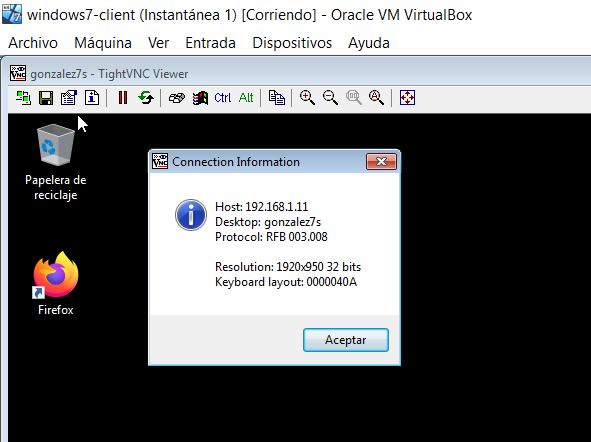 windows7-client (Instantánea 1) [Corriendo] - Oracle VM VirtualBox
Archivo Máquina Ver Entrada Dispositivos Ayuda
gonzalez7s - TightVNC Viewer
Ctrl Alt
Papelera de
reciclaje
Firefox
Connection Information
Host: 192.168.1.11
Desktop: gonzalez7s
Protocol: RFB 003.008
Resolution: 1920x950 32 bits
Keyboard layout: 0000040A
Aceptar